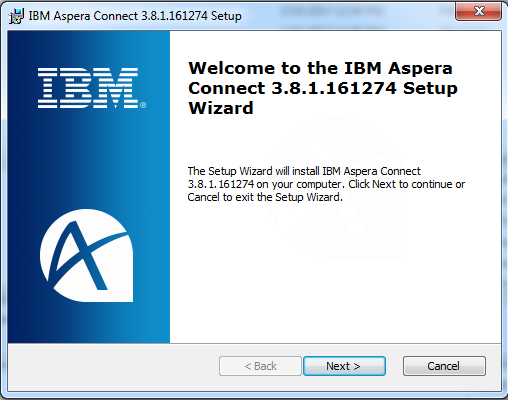 IBM Aspera Connect 3.8.1.161274 Setup
IBM®
Welcome to the IBM Aspera
Connect 3.8.1.161274 Setup
Wizard
The Setup Wizard will install IBM Aspera Connect
3.8.1.161274 on your computer. Click Next to continue or
Cancel to exit the Setup Wizard.
< Back
Next >
Cancel